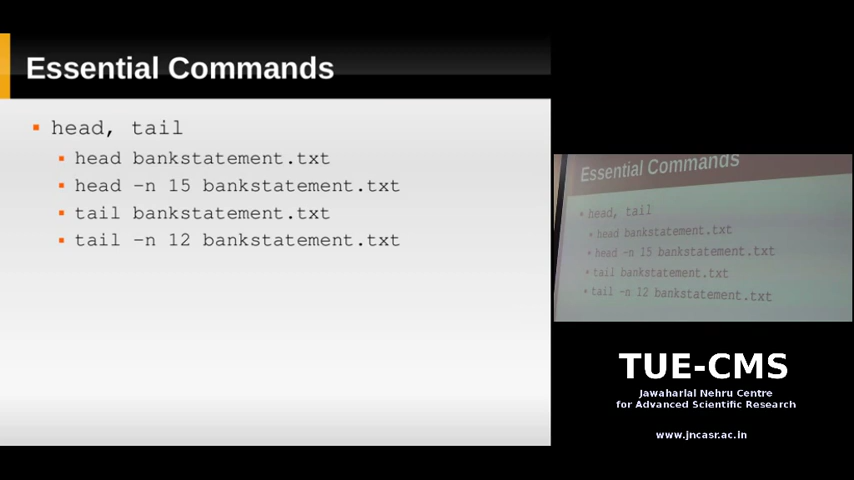 Essential Commands
head, tail
head bankstatement.txt
head -n 15 bankstatement.txt
tail bankstatement.txt
tail -n 12 bankstatement.txt
Essential Commands
head, tail
head bankstatement.txt
head -n 15 bankstatement.txt
tail bankstatement.txt
tail -n 12 bankstatement.txt
TUE-CMS
Jawaharlal Nehru Centre
for Advanced Scientific Research
www.jncasr.ac.in